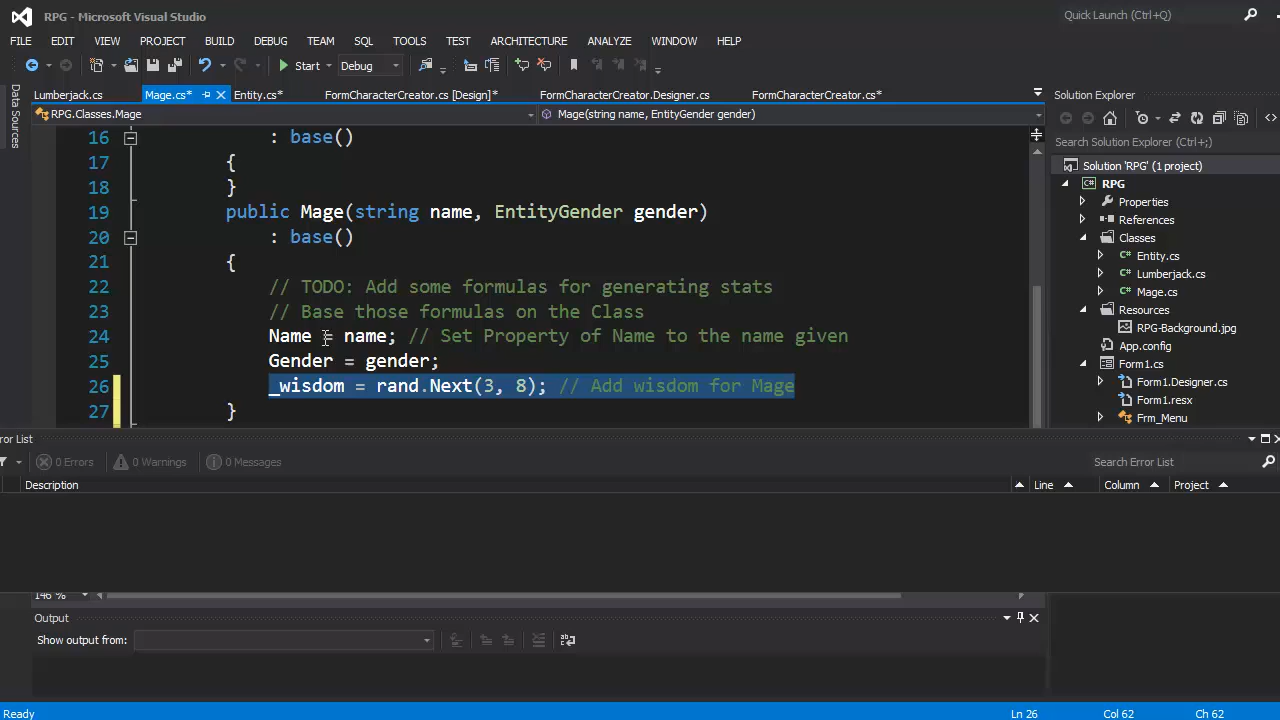 RPG - Microsoft Visual Studio
Quick Launch (Ctrl+Q)
FILE EDIT VIEW PROJECT BUILD DEBUG TEAM SQL TOOLS TEST ARCHITECTURE ANALYZE WINDOW HELP
Start Debug
Data Sources
Lumberjack.cs Mage.cs* Entity.cs* FormCharacterCreator.cs [Design]* FormCharacterCreator.Designer.cs FormCharacterCreator.cs*
RPG.Classes.Mage Mage(string name, EntityGender gender)
16 : base()
17 {
18 }
19 public Mage(string name, EntityGender gender)
20 : base()
21 {
22 // TODO: Add some formulas for generating stats
23 // Base those formulas on the Class
24 Name = name; // Set Property of Name to the name given
25 Gender = gender;
26 _wisdom = rand.Next(3, 8); // Add wisdom for Mage
27 }
Solution Explorer
Search Solution Explorer (Ctrl+;)
Solution 'RPG' (1 project)
RPG
Properties
References
Classes
Entity.cs
Lumberjack.cs
Mage.cs
Resources
RPG-Background.jpg
App.config
Form1.cs
Form1.Designer.cs
Form1.resx
Frm_Menu
rror List
0 Errors 0 Warnings 0 Messages Search Error List
Description Line Column Project
146 %
Output
Show output from:
Ready Ln 26 Col 62 Ch 62